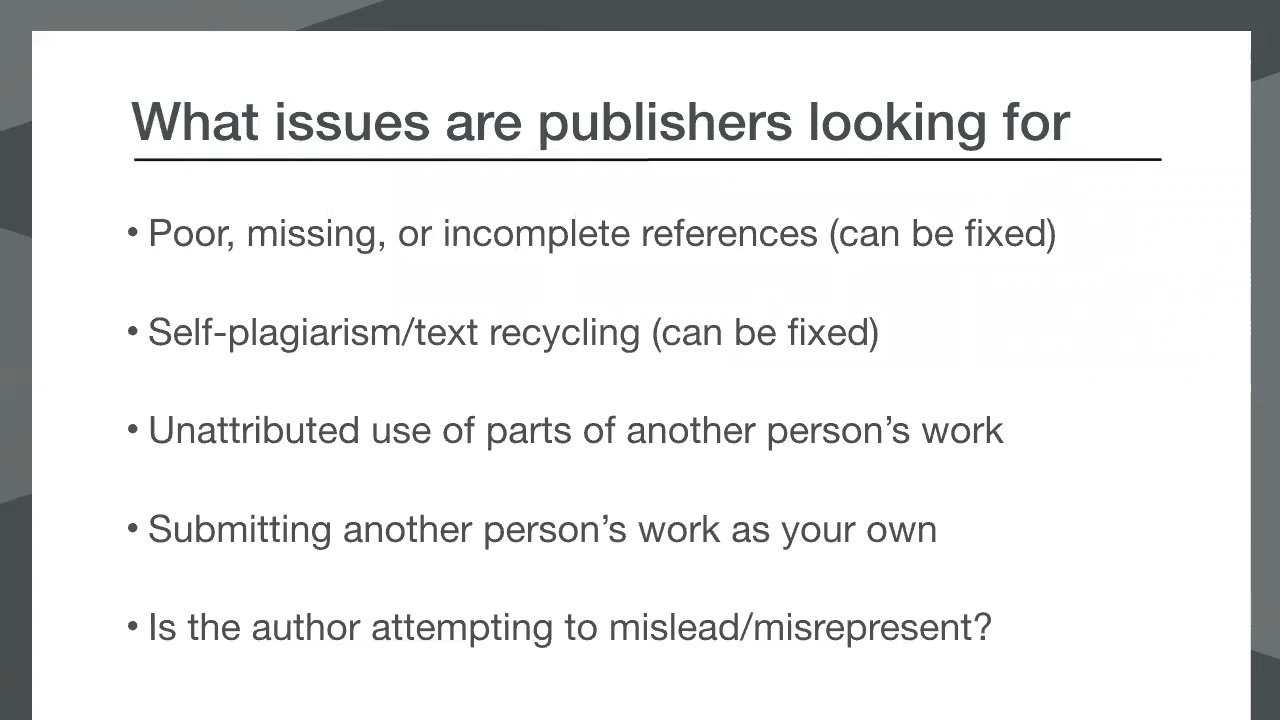 What issues are publishers looking for
• Poor, missing, or incomplete references (can be fixed)
• Self-plagiarism/text recycling (can be fixed)
• Unattributed use of parts of another person’s work
• Submitting another person’s work as your own
• Is the author attempting to mislead/misrepresent?